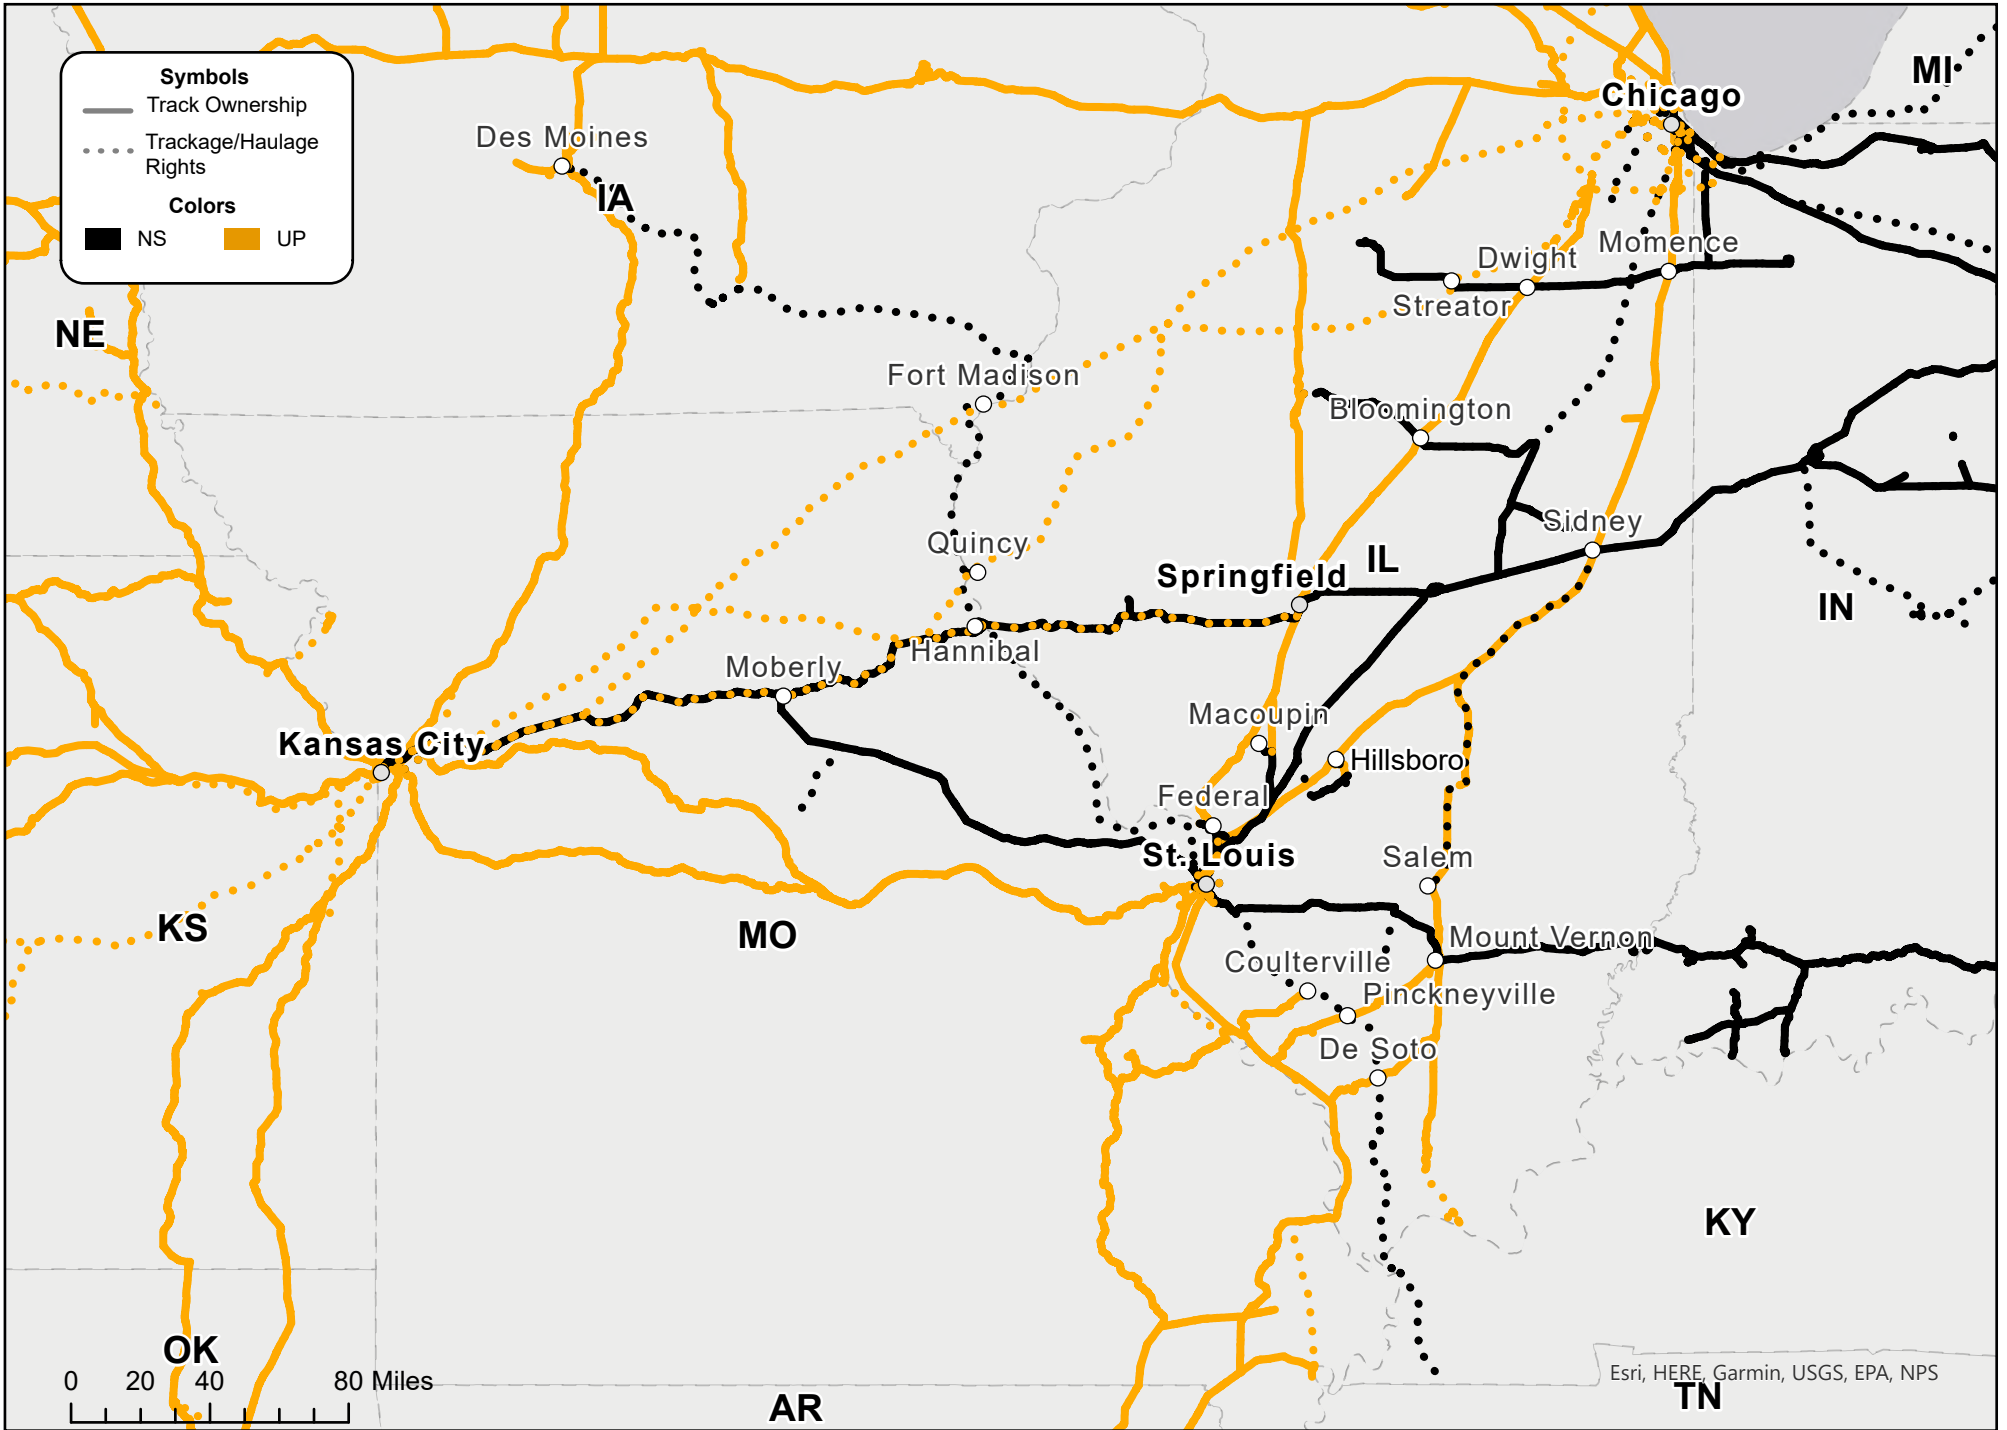 MI
Chicago
Symbols
Track Ownership
Trackage/Haulage
Rights
Colors
NS
UP
Des Moines
IA
Momence
Dwight
Streator
NE
Fort Madison
Bloomington
Sidney
Quincy
IL
Springfield
IN
Hannibal
Moberly
Macoupin
Kansas City
Hillsboro
Federal
St. Louis
Salem
KS
MO
Mount Vernon
Coulterville
Pinckneyville
De Soto
KY
OK
0 20 40 80 Miles
Esri, HERE, Garmin, USGS, EPA, NPS
TN
AR